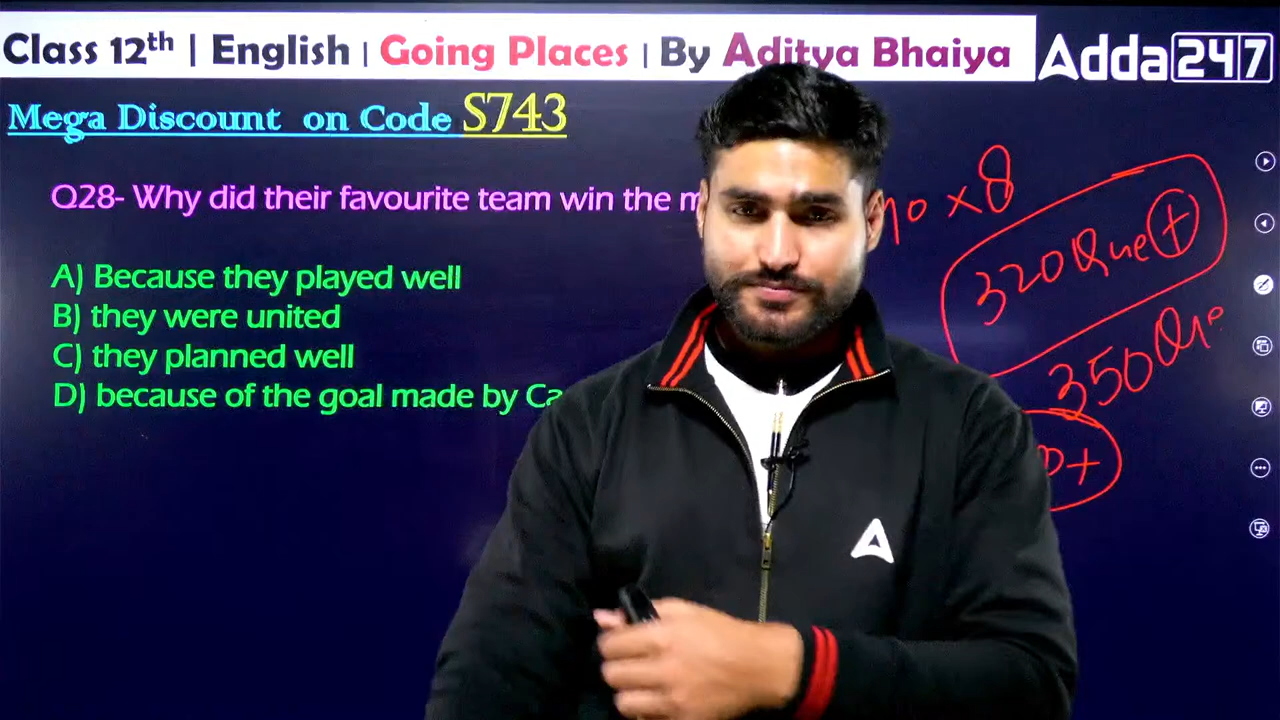 Class 12th | English | Going Places | By Aditya Bhaiya
Adda247
Mega Discount on Code S743
Q28- Why did their favourite team win the
A) Because they played well
B) they were united
C) they planned well
D) because of the goal made by
×8
320 Que +
350 Que